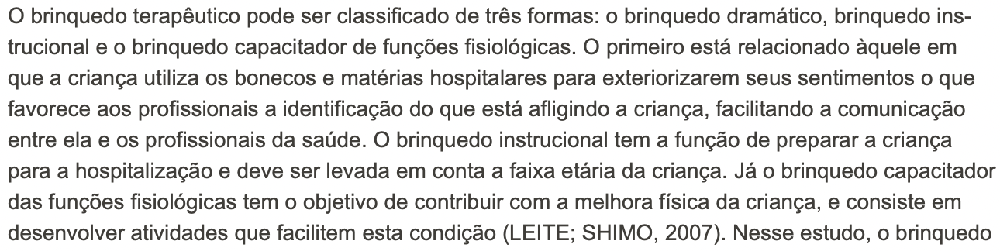 O brinquedo terapêutico pode ser classificado de três formas: o brinquedo dramático, brinquedo ins-
trucional e o brinquedo capacitador de funções fisiológicas. O primeiro está relacionado àquele em
que a criança utiliza os bonecos e matérias hospitalares para exteriorizarem seus sentimentos o que
favorece aos profissionais a identificação do que está afligindo a criança, facilitando a comunicação
entre ela e os profissionais da saúde. O brinquedo instrucional tem a função de preparar a criança
para a hospitalização e deve ser levada em conta a faixa etária da criança. Já o brinquedo capacitador
das funções fisiológicas tem o objetivo de contribuir com a melhora física da criança, e consiste em
desenvolver atividades que facilitem esta condição (LEITE; SHIMO, 2007). Nesse estudo, o brinquedo